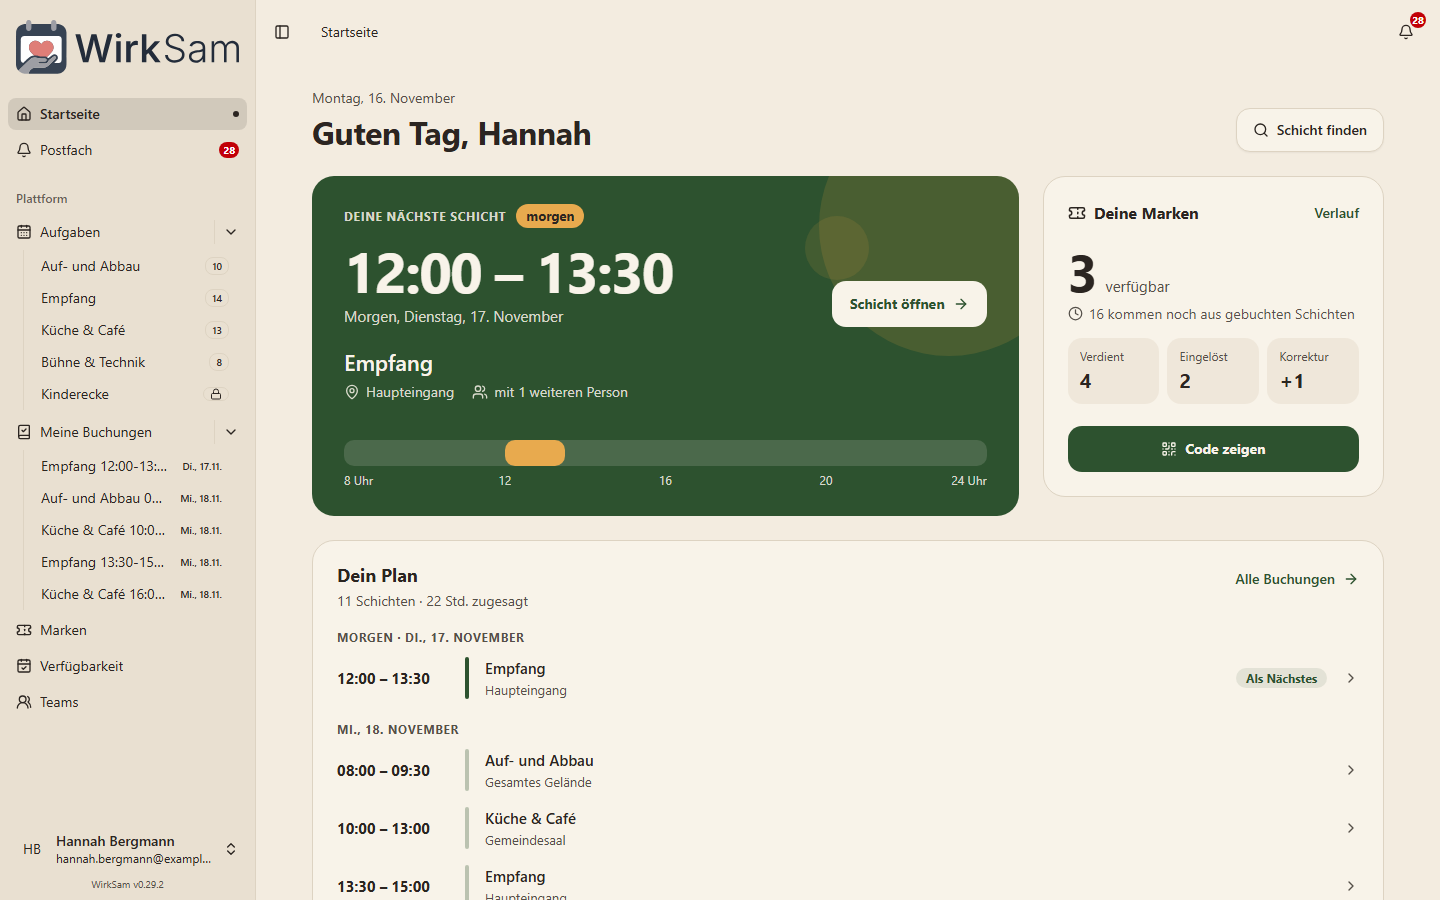 WirkSam
Startseite
Postfach 28
Plattform
Aufgaben
Auf- und Abbau 10
Empfang 14
Küche & Café 13
Bühne & Technik 8
Kinderecke
Meine Buchungen
Empfang 12:00-13:... Di., 17.11.
Auf- und Abbau 0... Mi., 18.11.
Küche & Café 10:0... Mi., 18.11.
Empfang 13:30-15... Mi., 18.11.
Küche & Café 16:0... Mi., 18.11.
Marken
Verfügbarkeit
Teams
HB
Hannah Bergmann
hannah.bergmann@exampl...
WirkSam v0.29.2
Startseite
28
Montag, 16. November
Guten Tag, Hannah
Schicht finden
DEINE NÄCHSTE SCHICHT morgen
12:00 – 13:30
Morgen, Dienstag, 17. November
Schicht öffnen
Empfang
Haupteingang mit 1 weiteren Person
8 Uhr 12 16 20 24 Uhr
Deine Marken Verlauf
3 verfügbar
16 kommen noch aus gebuchten Schichten
Verdient Eingelöst Korrektur
4 2 +1
Code zeigen
Dein Plan
Alle Buchungen
11 Schichten · 22 Std. zugesagt
MORGEN · DI., 17. NOVEMBER
12:00 – 13:30 Empfang
Haupteingang
Als Nächstes
MI., 18. NOVEMBER
08:00 – 09:30 Auf- und Abbau
Gesamtes Gelände
10:00 – 13:00 Küche & Café
Gemeindesaal
13:30 – 15:00 Empfang
Haupteingang